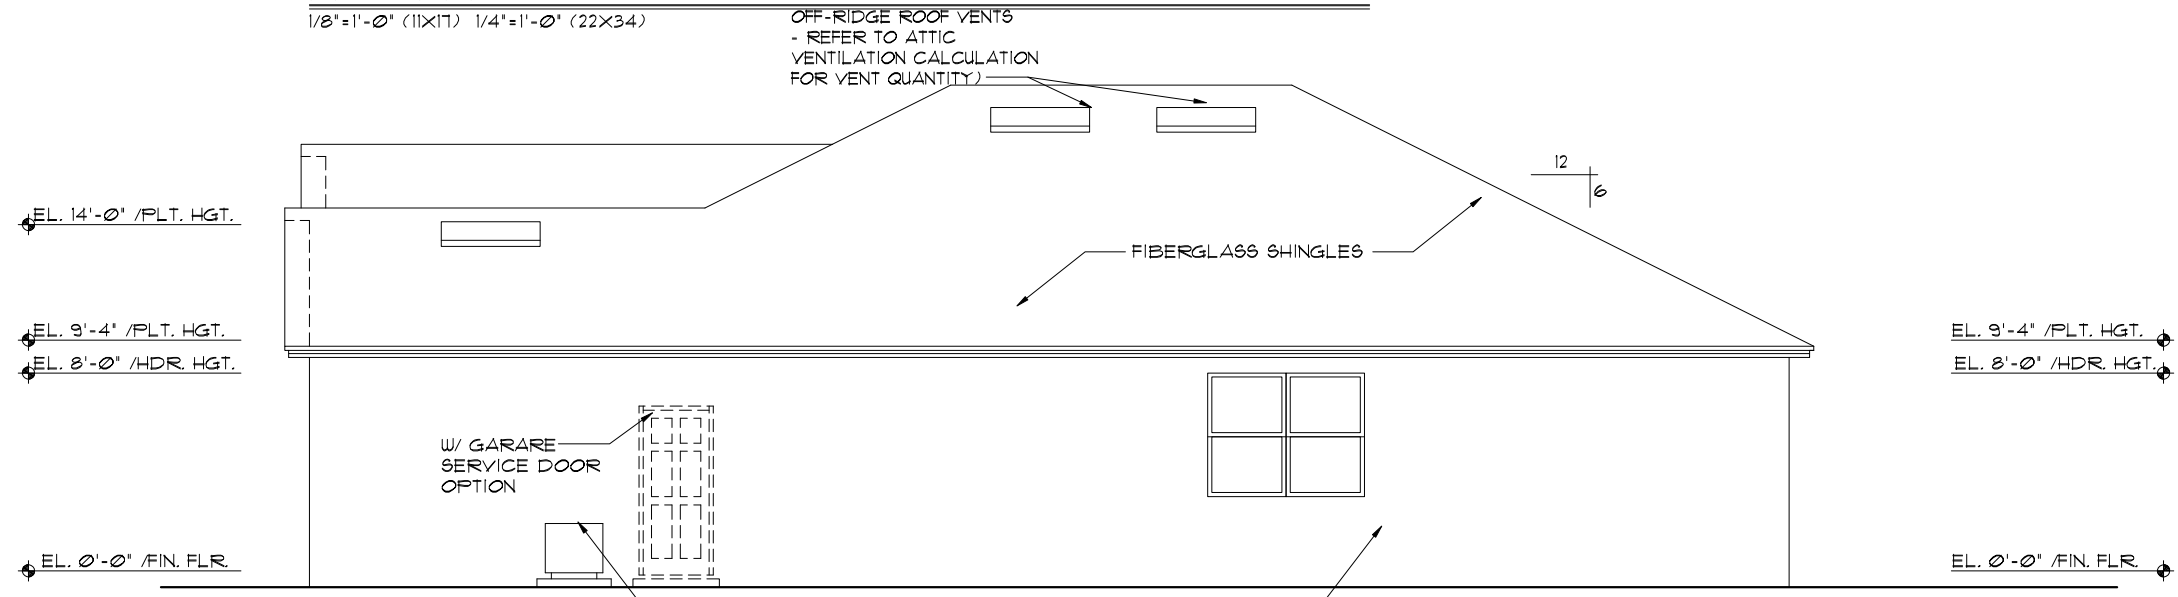 1/8"=1'-0" (11X17) 1/4"=1'-0" (22X34)
OFF-RIDGE ROOF VENTS
- REFER TO ATTIC
VENTILATION CALCULATION
FOR VENT QUANTITY)
12
6
EL. 14'-0" /PLT. HGT.
FIBERGLASS SHINGLES
EL. 9'-4" /PLT. HGT.
EL. 9'-4" /PLT. HGT.
EL. 8'-0" /HDR. HGT.
EL. 8'-0" /HDR. HGT.
W/ GARARE
SERVICE DOOR
OPTION
EL. 0'-0" /FIN. FLR.
EL. 0'-0" /FIN. FLR.